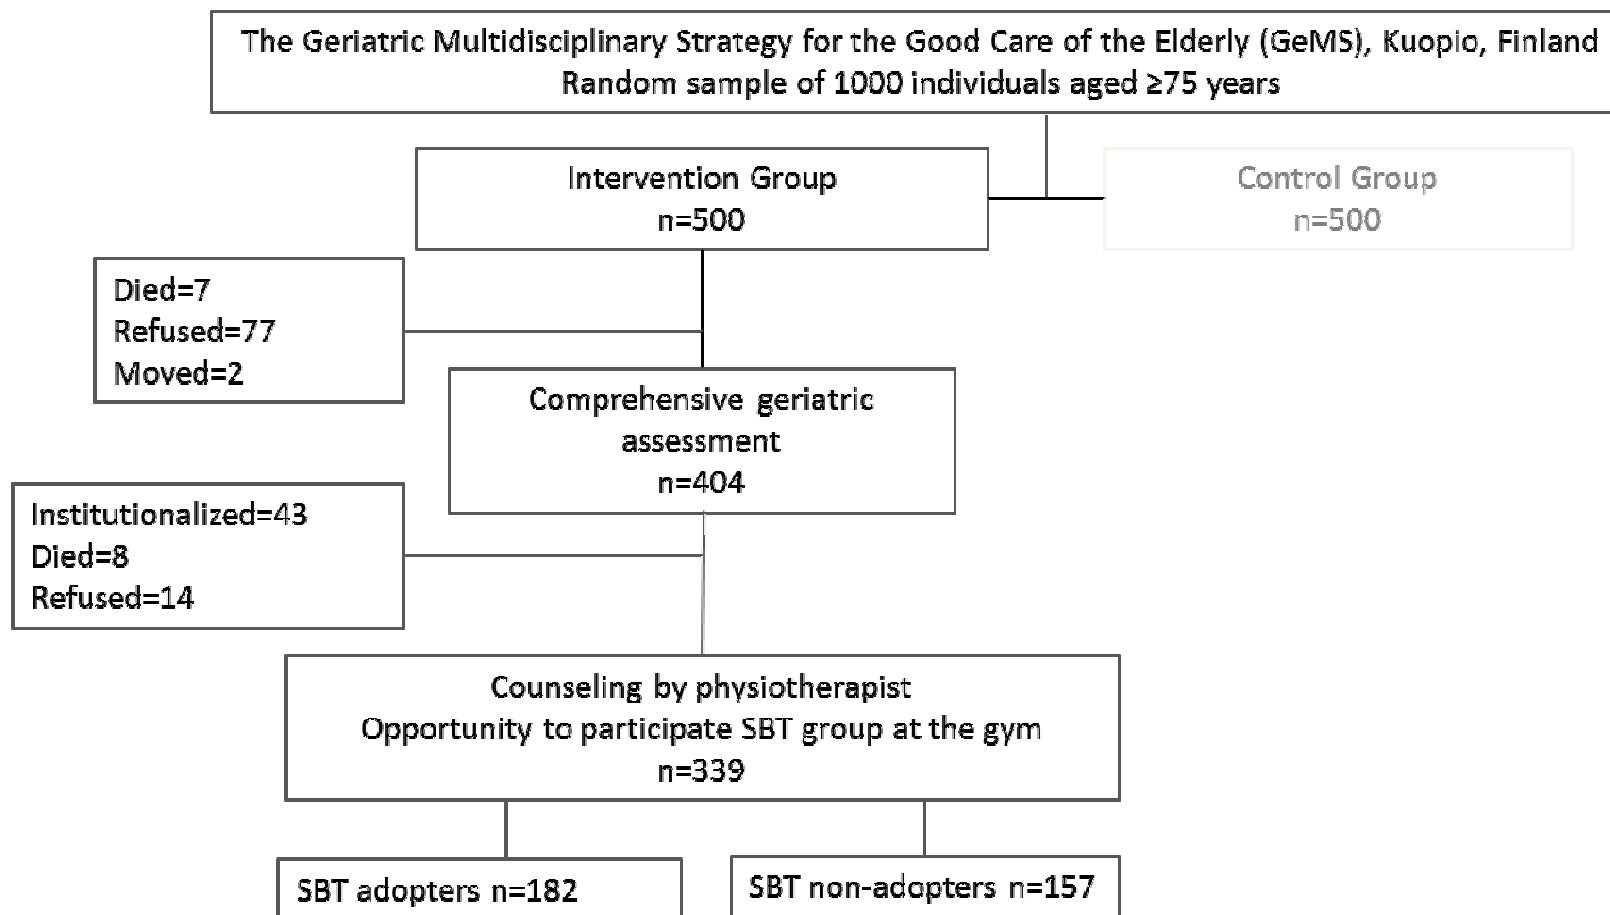 The Geriatric Multidisciplinary Strategy for the Good Care of the Elderly (GeMS), Kuopio, Finland
Random sample of 1000 individuals aged ≥75 years
Intervention Group
n=500
Control Group
n=500
Died=7
Refused=77
Moved=2
Comprehensive geriatric
assessment
n=404
Institutionalized=43
Died=8
Refused=14
Counseling by physiotherapist
Opportunity to participate SBT group at the gym
n=339
SBT adopters n=182
SBT non-adopters n=157